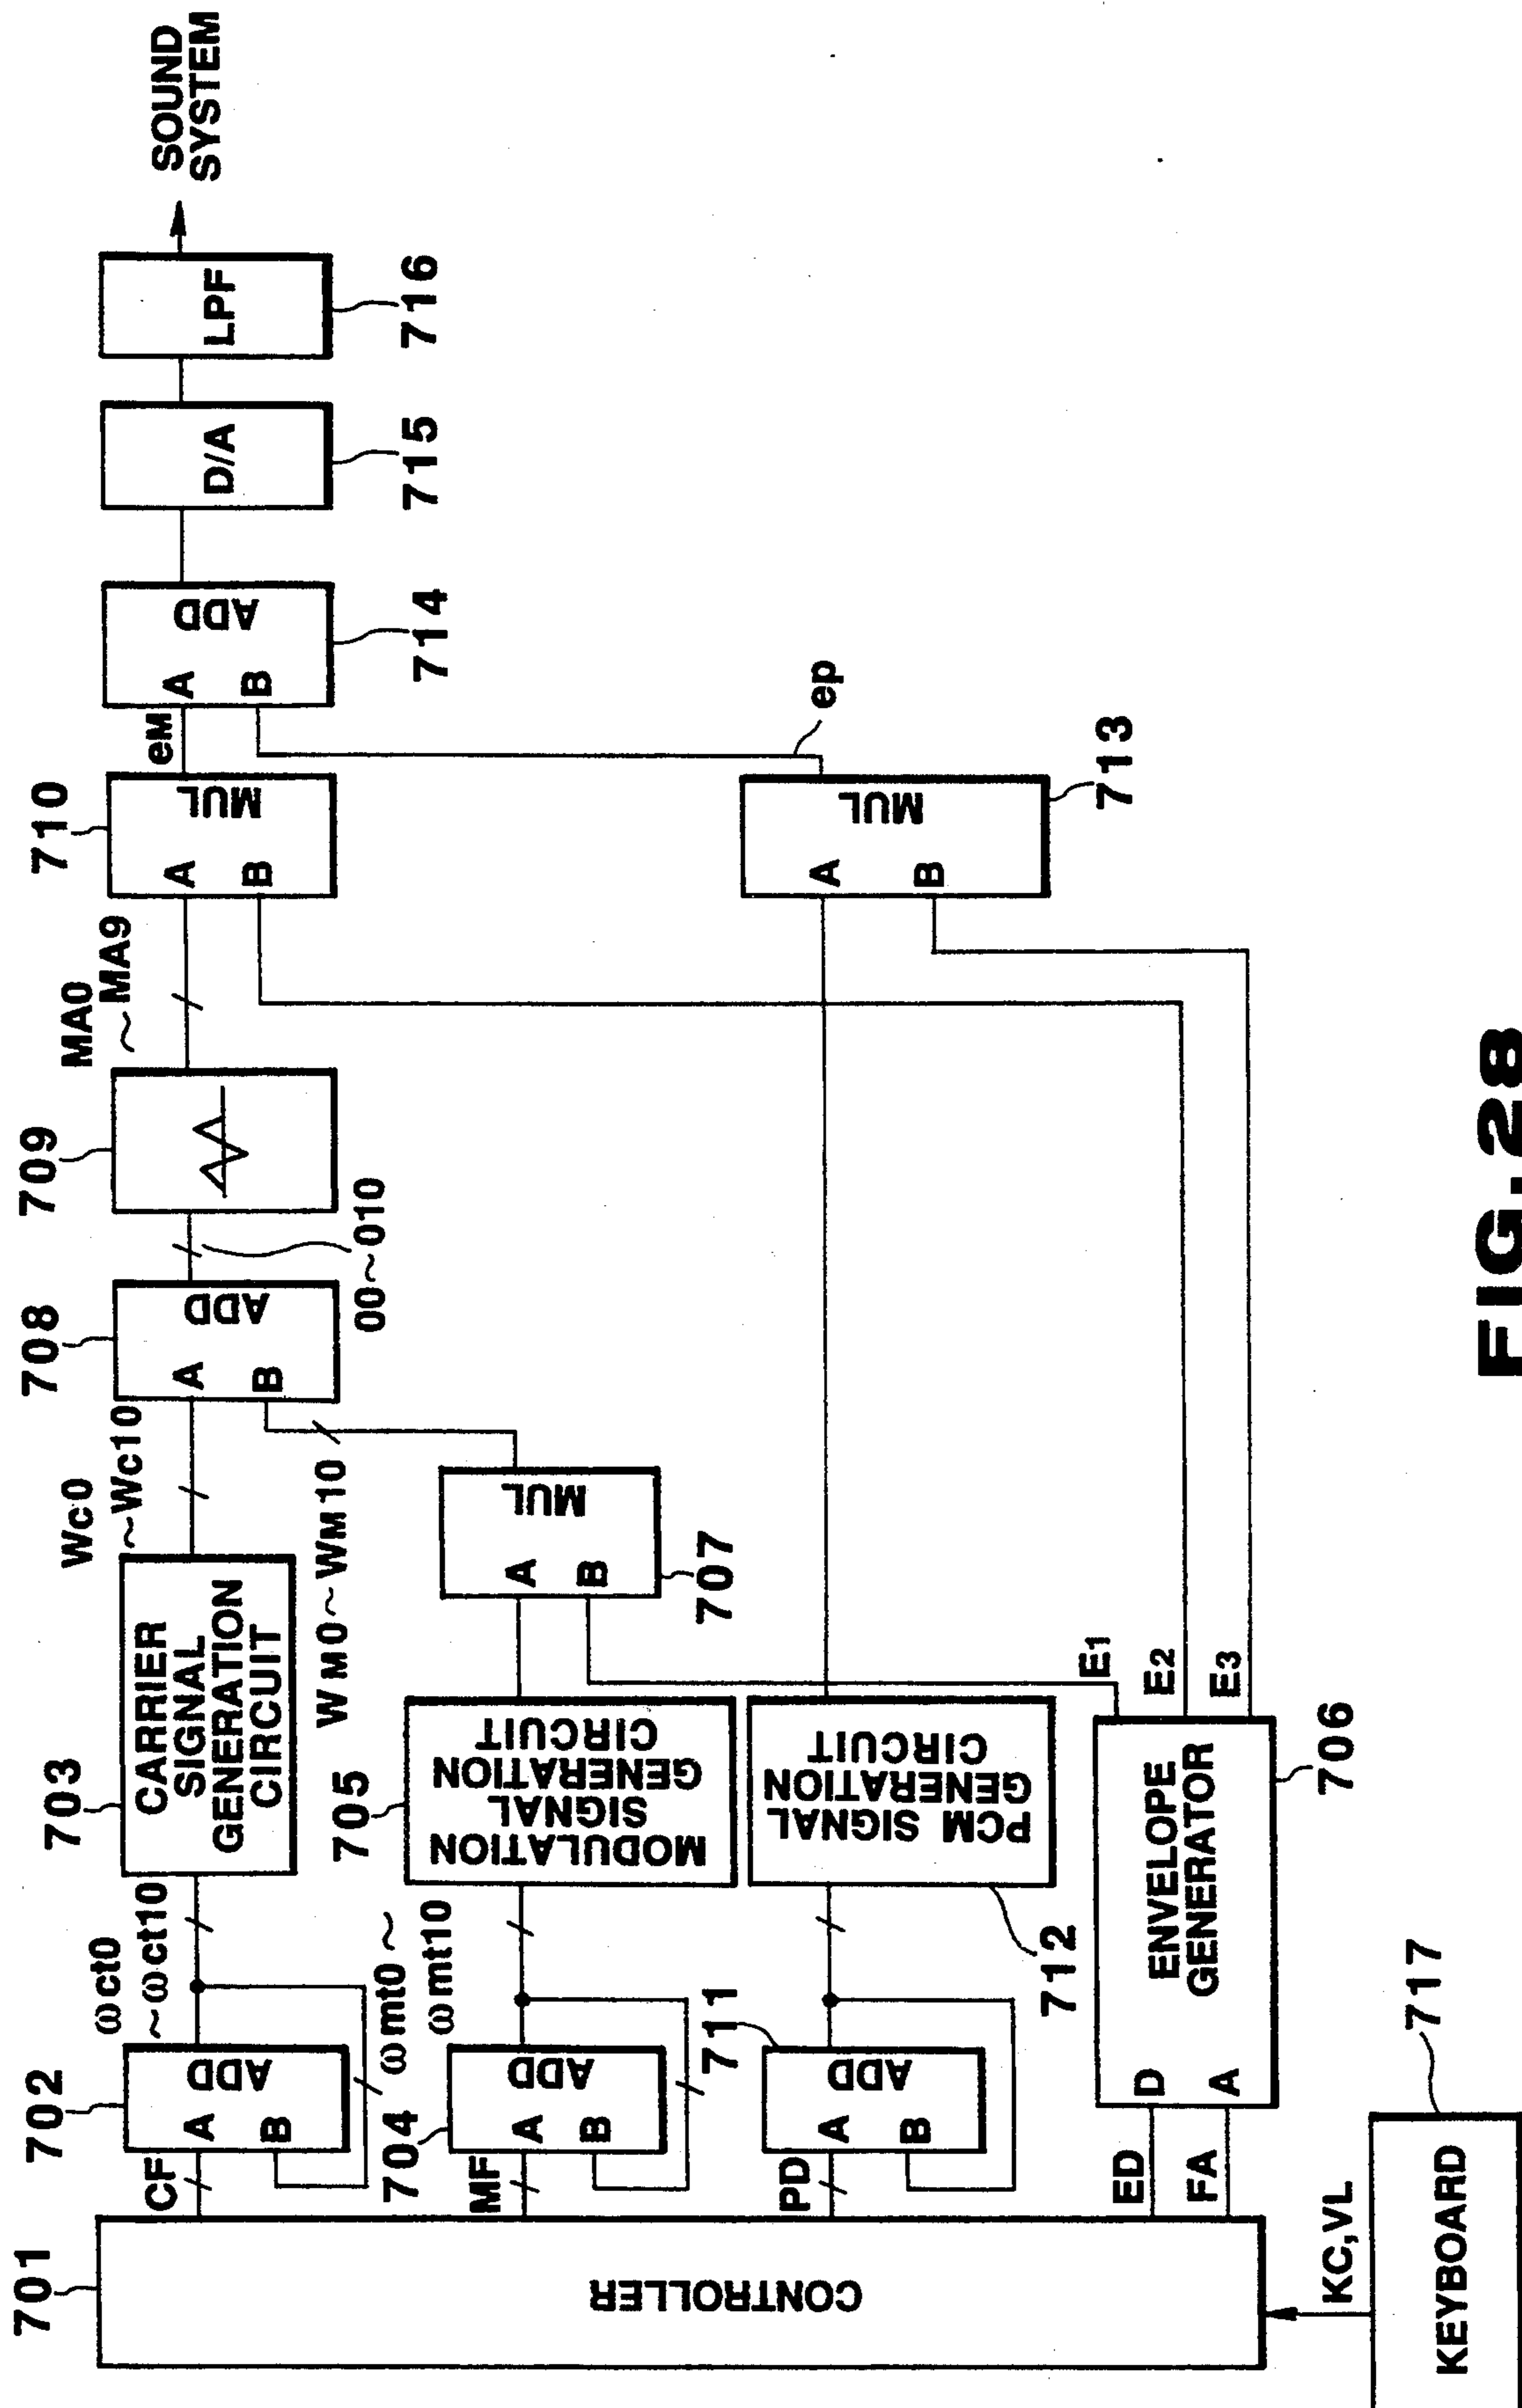 701
CONTROLLER
KC,VL
KEYBOARD
717
CF
MF
PD
ED
FA
702
A
B
ADD
ωct0
~ωct10
703
CARRIER
SIGNAL
GENERATION
CIRCUIT
Wc0
~Wc10
704
A
B
ADD
ωmt0~
ωmt10
705
MODULATION
SIGNAL
GENERATION
CIRCUIT
711
A
B
ADD
712
PCM SIGNAL
GENERATION
CIRCUIT
D
A
ENVELOPE
GENERATOR
706
E1
E2
E3
707
A
B
MUL
WM0~WM10
708
A
B
ADD
00~010
709
MA0
~MA9
710
A
B
MUL
eM
713
A
B
MUL
ep
714
A
B
ADD
D/A
715
LPF
716
SOUND
SYSTEM
FIG.28